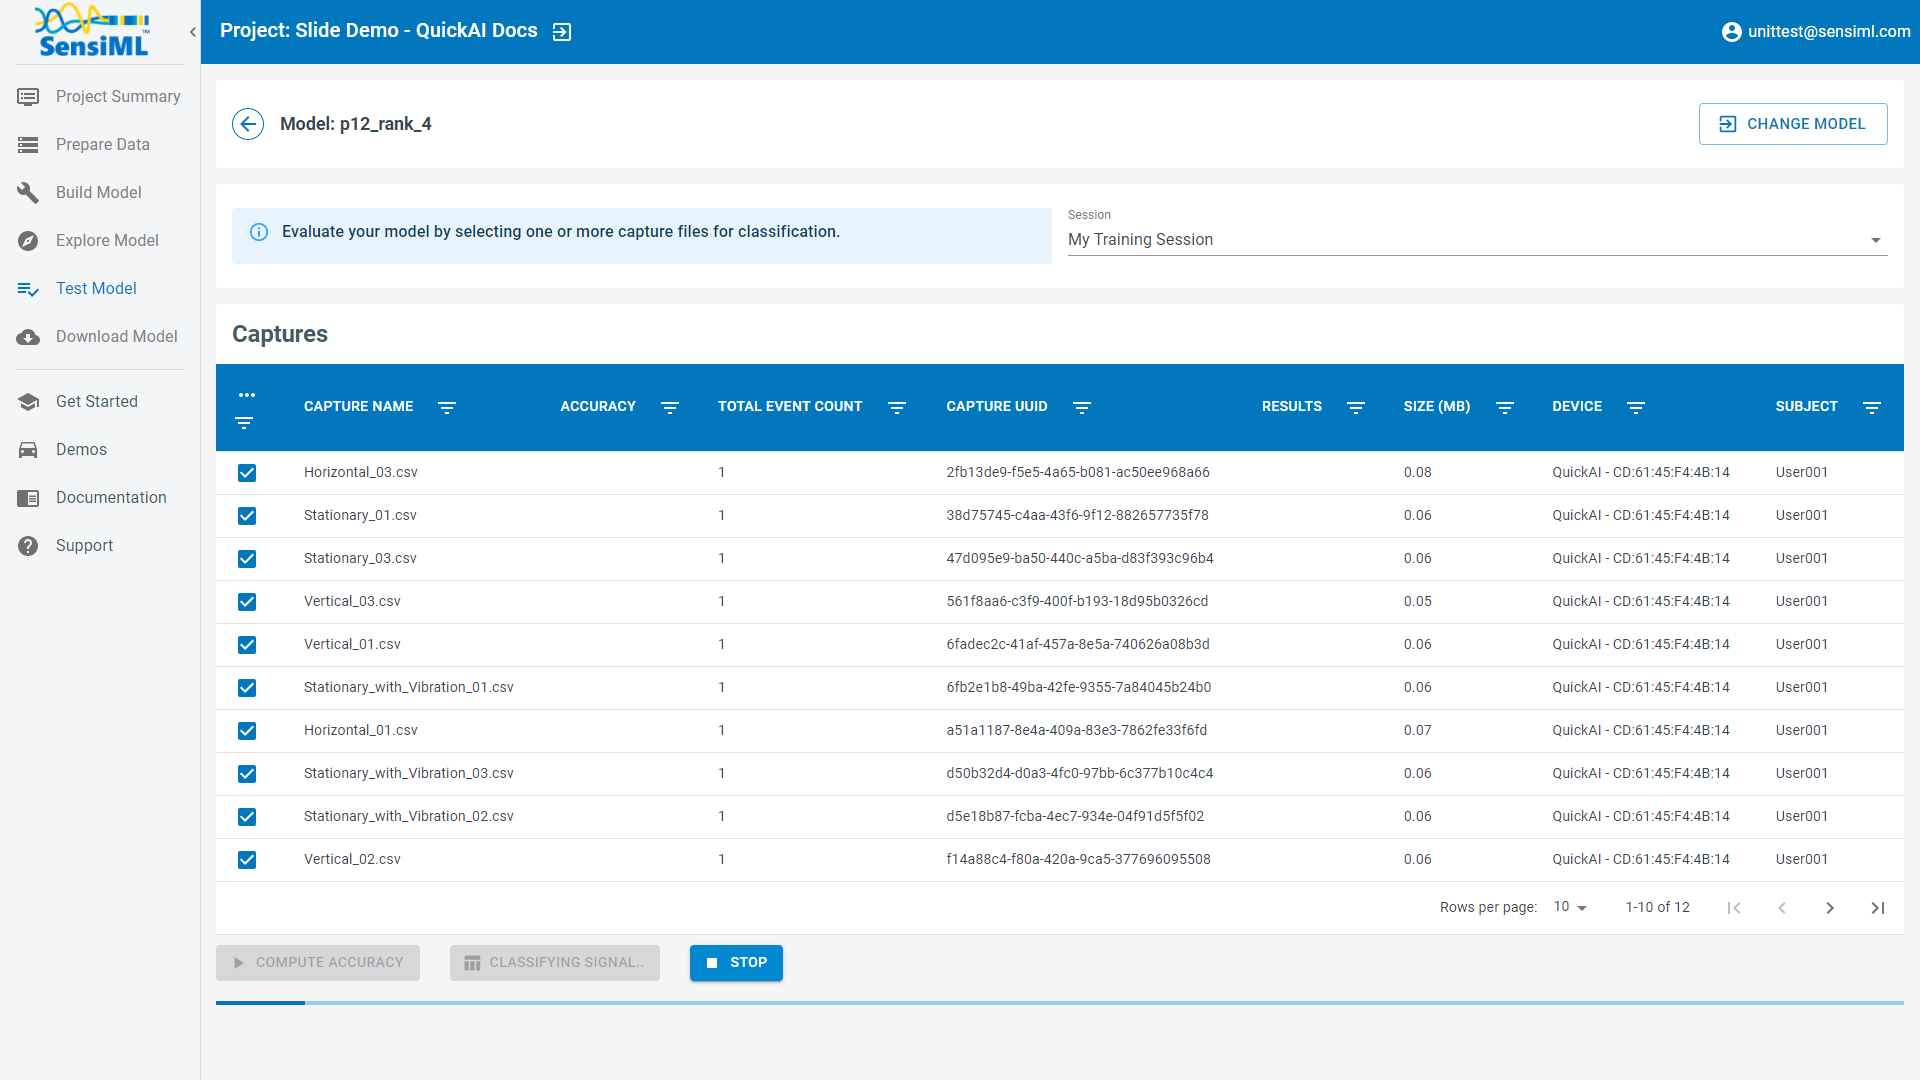 SensiML
TM
Project: Slide Demo - QuickAI Docs
unittest@sensiml.com
Project Summary
Prepare Data
Build Model
Explore Model
Test Model
Download Model
Get Started
Demos
Documentation
Support
Model: p12_rank_4
CHANGE MODEL
Evaluate your model by selecting one or more capture files for classification.
Session
My Training Session
Captures
... CAPTURE NAME ACCURACY TOTAL EVENT COUNT CAPTURE UUID RESULTS SIZE (MB) DEVICE SUBJECT
Horizontal_03.csv 1 2fb13de9-f5e5-4a65-b081-ac50ee968a66 0.08 QuickAI - CD:61:45:F4:4B:14 User001
Stationary_01.csv 1 38d75745-c4aa-43f6-9f12-882657735f78 0.06 QuickAI - CD:61:45:F4:4B:14 User001
Stationary_03.csv 1 47d095e9-ba50-440c-a5ba-d83f393c96b4 0.06 QuickAI - CD:61:45:F4:4B:14 User001
Vertical_03.csv 1 561f8aa6-c3f9-400f-b193-18d95b0326cd 0.05 QuickAI - CD:61:45:F4:4B:14 User001
Vertical_01.csv 1 6fadec2c-41af-457a-8e5a-740626a08b3d 0.06 QuickAI - CD:61:45:F4:4B:14 User001
Stationary_with_Vibration_01.csv 1 6fb2e1b8-49ba-42fe-9355-7a84045b24b0 0.06 QuickAI - CD:61:45:F4:4B:14 User001
Horizontal_01.csv 1 a51a1187-8e4a-409a-83e3-7862fe33f6fd 0.07 QuickAI - CD:61:45:F4:4B:14 User001
Stationary_with_Vibration_03.csv 1 d50b32d4-d0a3-4fc0-97bb-6c377b10c4c4 0.06 QuickAI - CD:61:45:F4:4B:14 User001
Stationary_with_Vibration_02.csv 1 d5e18b87-fcba-4ec7-934e-04f91d5f5f02 0.06 QuickAI - CD:61:45:F4:4B:14 User001
Vertical_02.csv 1 f14a88c4-f80a-420a-9ca5-377696095508 0.06 QuickAI - CD:61:45:F4:4B:14 User001
Rows per page: 10 1-10 of 12
COMPUTE ACCURACY CLASSIFYING SIGNAL.. STOP